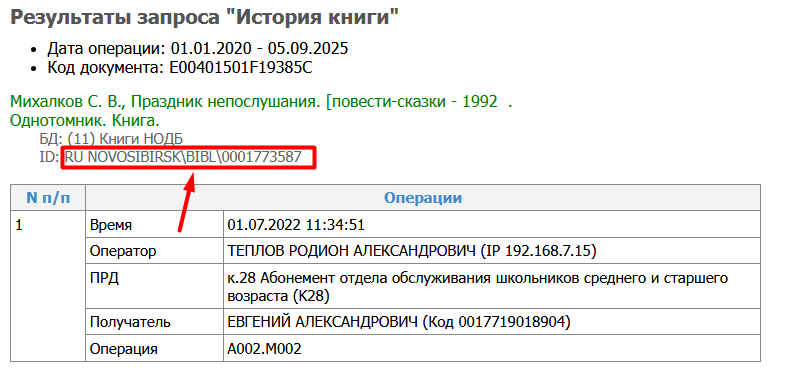 Результаты запроса "История книги"
• Дата операции: 01.01.2020 - 05.09.2025
• Код документа: E00401501F19385C
Михалков С. В., Праздник непослушания. [повести-сказки - 1992 .
Однотомник. Книга.
БД: (11) Книги НОДБ
ID: RU NOVOSIBIRSK\BIBL\0001773587
N п/п Операции
1 Время 01.07.2022 11:34:51
Оператор ТЕПЛОВ РОДИОН АЛЕКСАНДРОВИЧ (IP 192.168.7.15)
ПРД к.28 Абонемент отдела обслуживания школьников среднего и старшего
возраста (K28)
Получатель ЕВГЕНИЙ АЛЕКСАНДРОВИЧ (Код 0017719018904)
Операция A002.M002